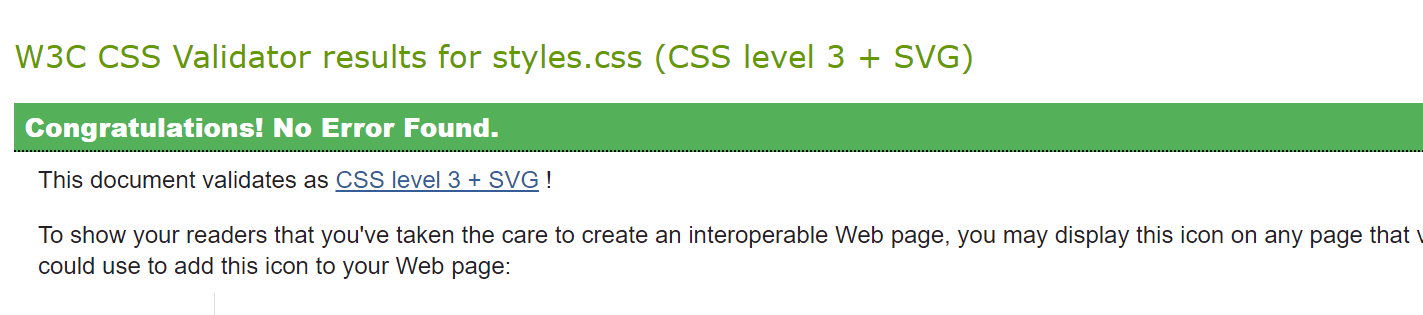 W3C CSS Validator results for styles.css (CSS level 3 + SVG)
Congratulations! No Error Found.
This document validates as CSS level 3 + SVG !
To show your readers that you've taken the care to create an interoperable Web page, you may display this icon on any page that
could use to add this icon to your Web page: